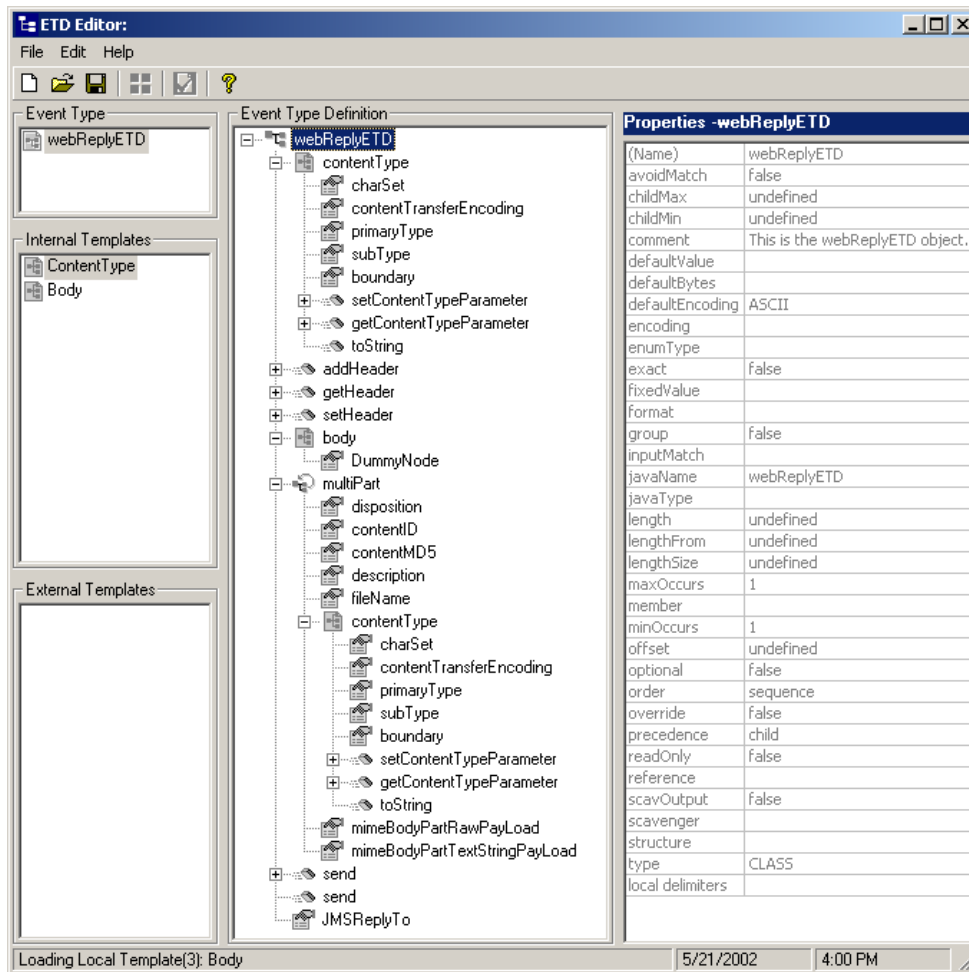 ETD Editor:
File Edit Help
Event Type
webReplyETD
Internal Templates
ContentType
Body
External Templates
Event Type Definition
webReplyETD
contentType
charSet
contentTransferEncoding
primaryType
subType
boundary
setContentTypeParameter
getContentTypeParameter
toString
addHeader
getHeader
setHeader
body
DummyNode
multiPart
disposition
contentID
contentMD5
description
fileName
contentType
charSet
contentTransferEncoding
primaryType
subType
boundary
setContentTypeParameter
getContentTypeParameter
toString
mimeBodyPartRawPayLoad
mimeBodyPartTextStringPayLoad
send
send
JMSReplyTo
Properties -webReplyETD
(Name) webReplyETD
avoidMatch false
childMax undefined
childMin undefined
comment This is the webReplyETD object.
defaultValue
defaultBytes
defaultEncoding ASCII
encoding
enumType
exact false
fixedValue
format
group false
inputMatch
javaName webReplyETD
javaType
length undefined
lengthFrom undefined
lengthSize undefined
maxOccurs 1
member
minOccurs 1
offset undefined
optional false
order sequence
override false
precedence child
readOnly false
reference
scavOutput false
scavenger
structure
type CLASS
local delimiters
Loading Local Template(3): Body 5/21/2002 4:00 PM